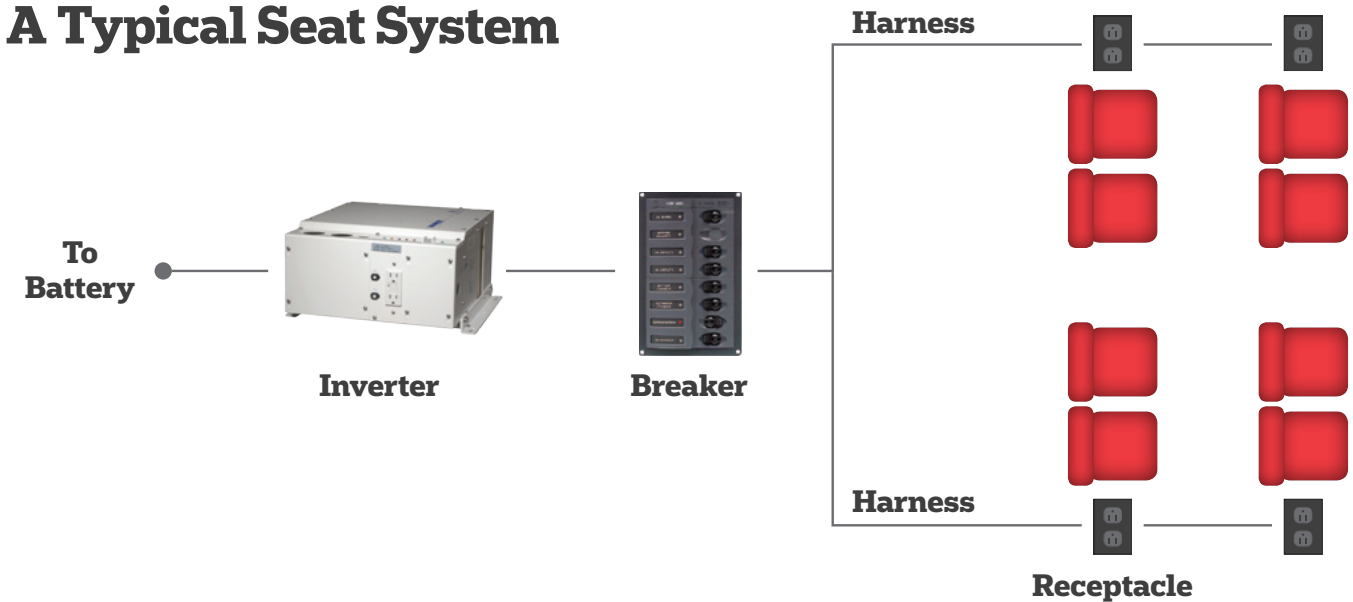 A Typical Seat System
Harness
To
Battery
Inverter
Breaker
Harness
Receptacle